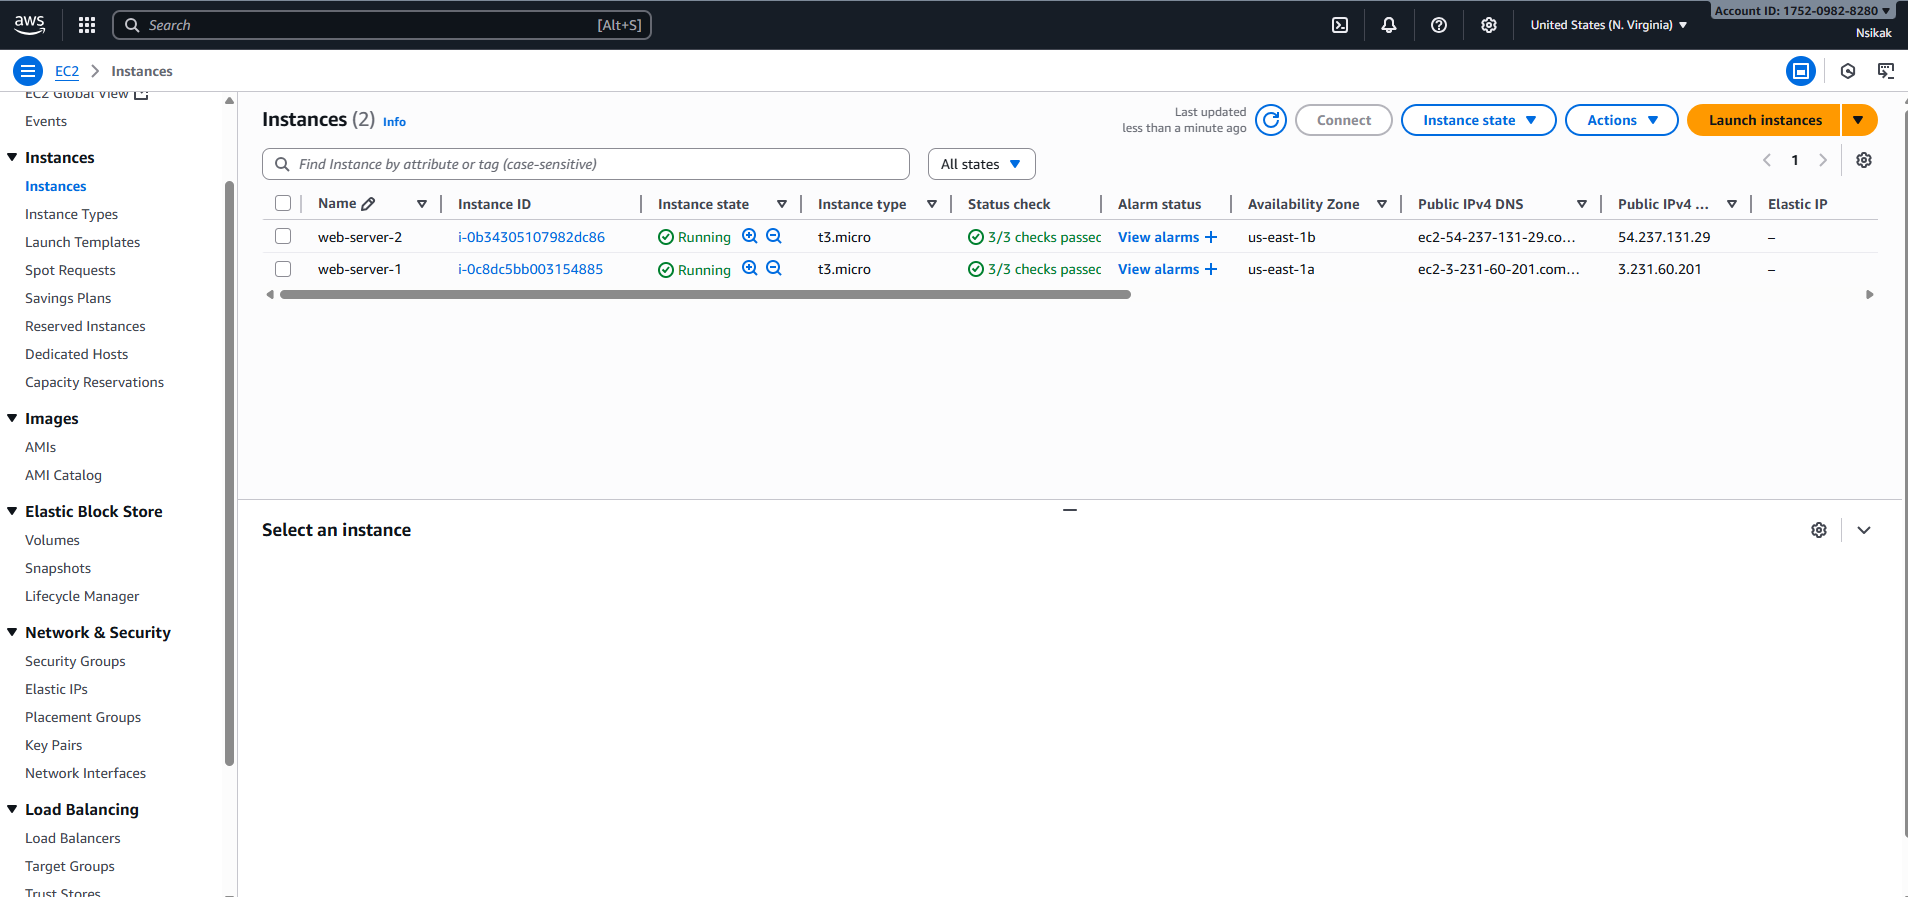 aws
Search [Alt+S]
United States (N. Virginia)
Account ID: 1752-0982-8280
Nsikak
EC2 Instances
EC2 Global View
Events
Instances
Instances
Instance Types
Launch Templates
Spot Requests
Savings Plans
Reserved Instances
Dedicated Hosts
Capacity Reservations
Images
AMIs
AMI Catalog
Elastic Block Store
Volumes
Snapshots
Lifecycle Manager
Network & Security
Security Groups
Elastic IPs
Placement Groups
Key Pairs
Network Interfaces
Load Balancing
Load Balancers
Target Groups
Trust Stores
Instances (2) Info
Last updated
less than a minute ago
Connect
Instance state
Actions
Launch instances
Find Instance by attribute or tag (case-sensitive)
All states
1
Name Instance ID Instance state Instance type Status check Alarm status Availability Zone Public IPv4 DNS Public IPv4 ... Elastic IP
web-server-2 i-0b34305107982dc86 Running t3.micro 3/3 checks passec View alarms + us-east-1b ec2-54-237-131-29.co... 54.237.131.29 –
web-server-1 i-0c8dc5bb003154885 Running t3.micro 3/3 checks passec View alarms + us-east-1a ec2-3-231-60-201.com... 3.231.60.201 –
Select an instance